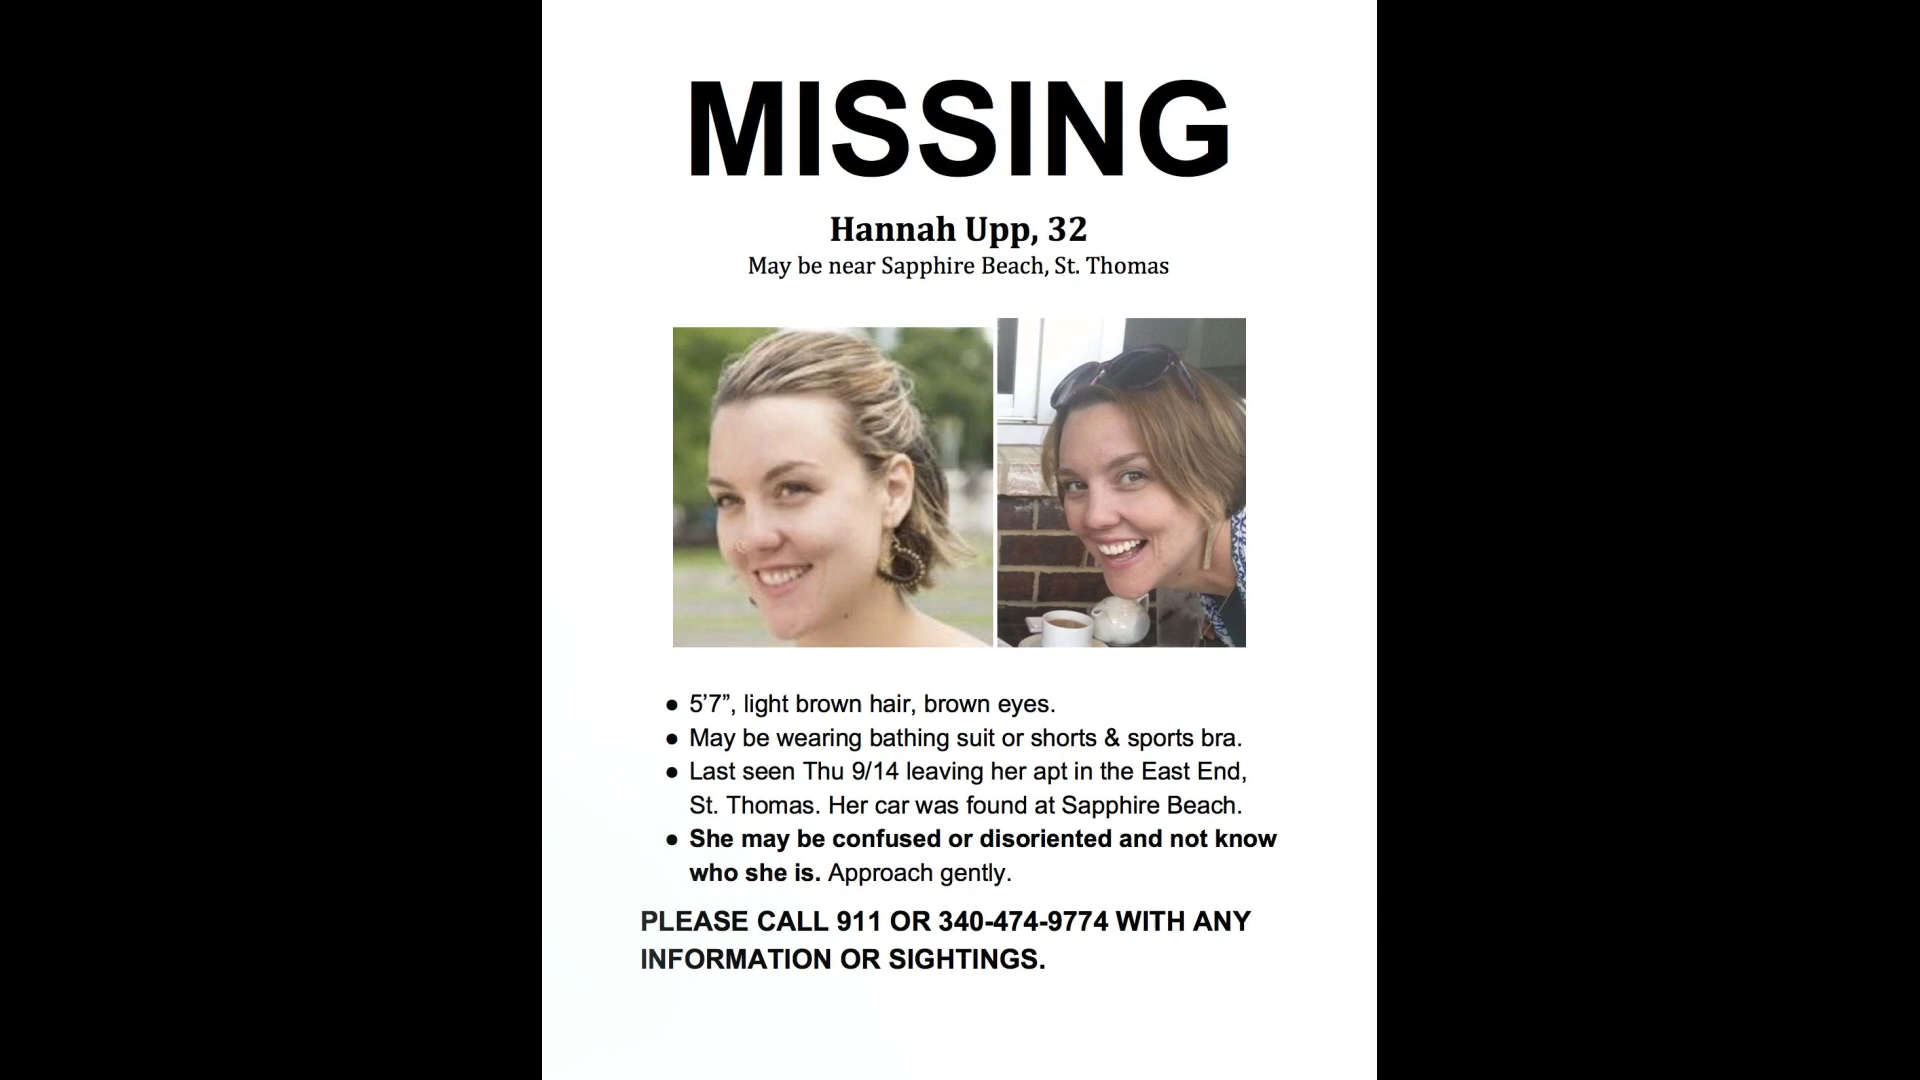 MISSING
Hannah Upp, 32
May be near Sapphire Beach, St. Thomas
● 5’7”, light brown hair, brown eyes.
● May be wearing bathing suit or shorts & sports bra.
● Last seen Thu 9/14 leaving her apt in the East End,
St. Thomas. Her car was found at Sapphire Beach.
● She may be confused or disoriented and not know
who she is. Approach gently.
PLEASE CALL 911 OR 340-474-9774 WITH ANY
INFORMATION OR SIGHTINGS.